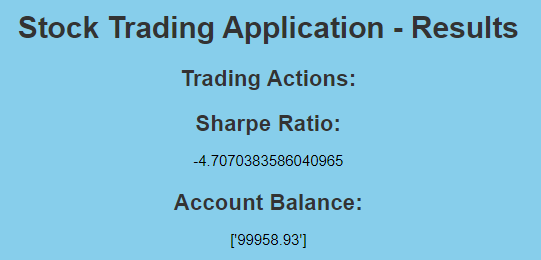 Stock Trading Application - Results
Trading Actions:
Sharpe Ratio:
-4.7070383586040965
Account Balance:
['99958.93']